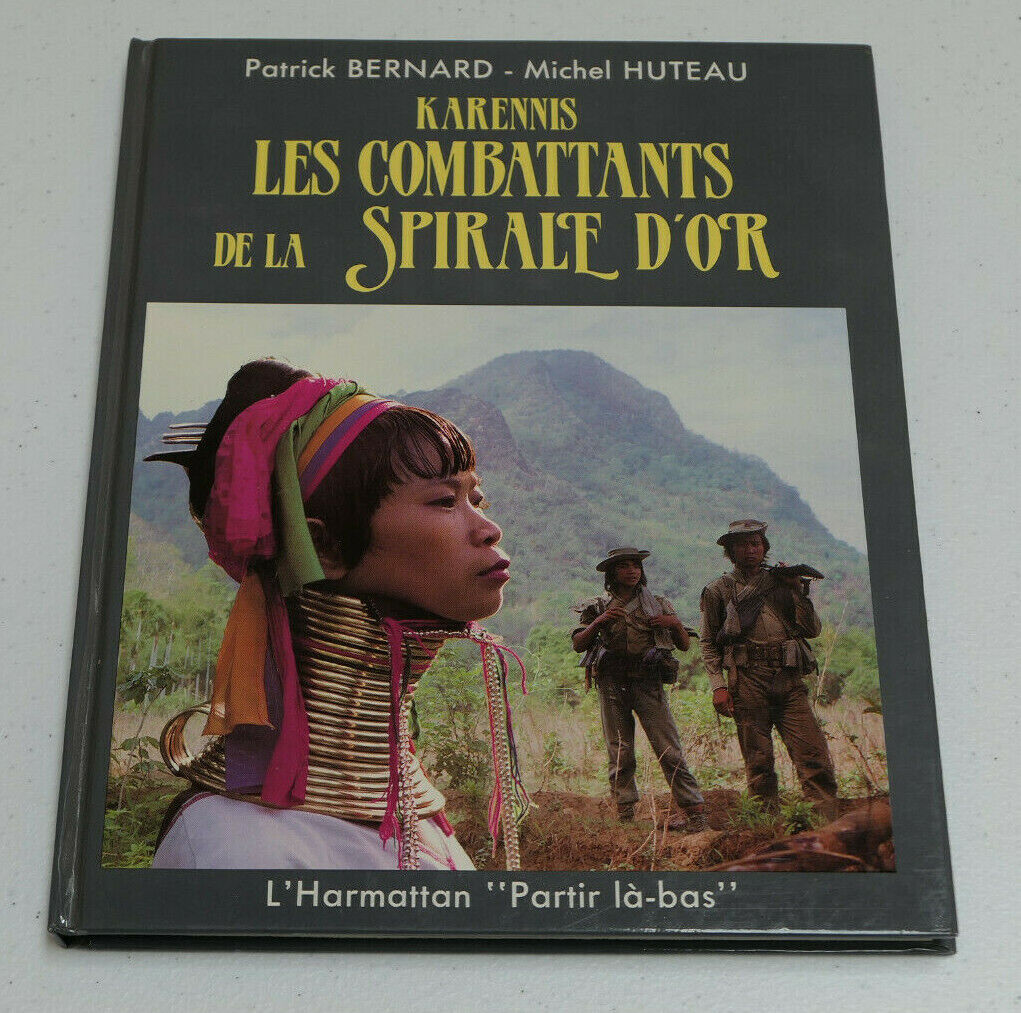 Patrick BERNARD - Michel HUTEAU
KARENNIS
LES COMBATTANTS
DE LA SPIRALE D'OR
L'Harmattan "Partir là-bas"